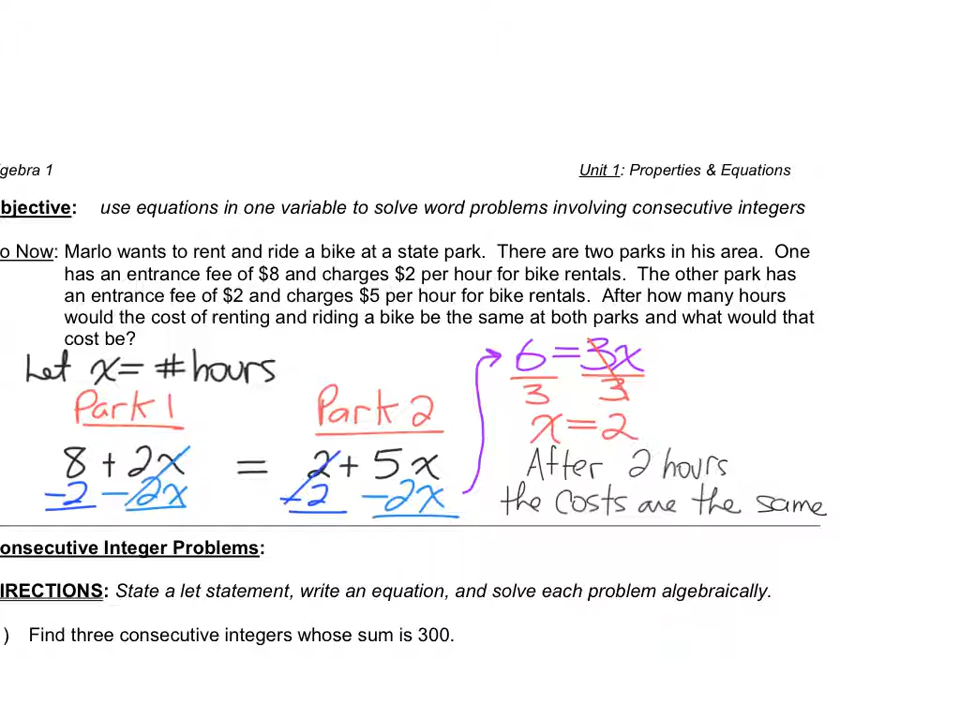 gebra 1 Unit 1: Properties & Equations
bjective: use equations in one variable to solve word problems involving consecutive integers
o Now: Marlo wants to rent and ride a bike at a state park. There are two parks in his area. One
has an entrance fee of $8 and charges $2 per hour for bike rentals. The other park has
an entrance fee of $2 and charges $5 per hour for bike rentals. After how many hours
would the cost of renting and riding a bike be the same at both parks and what would that
cost be?
Let x = # hours
Park 1
Park 2
8 + 2x = 2 + 5x
-2 -2x -2 -2x
6 = 3x
3 3
x = 2
After 2 hours
the costs are the same
onsecutive Integer Problems:
IRECTIONS: State a let statement, write an equation, and solve each problem algebraically.
) Find three consecutive integers whose sum is 300.